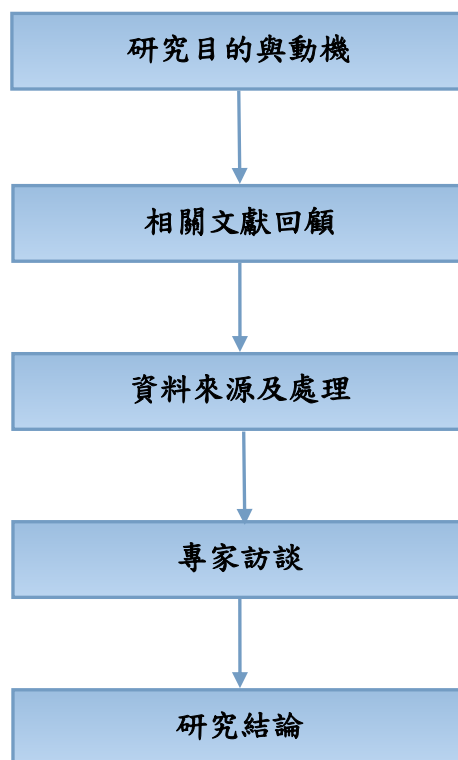 研究目的與動機
相關文獻回顧
資料來源及處理
專家訪談
研究結論